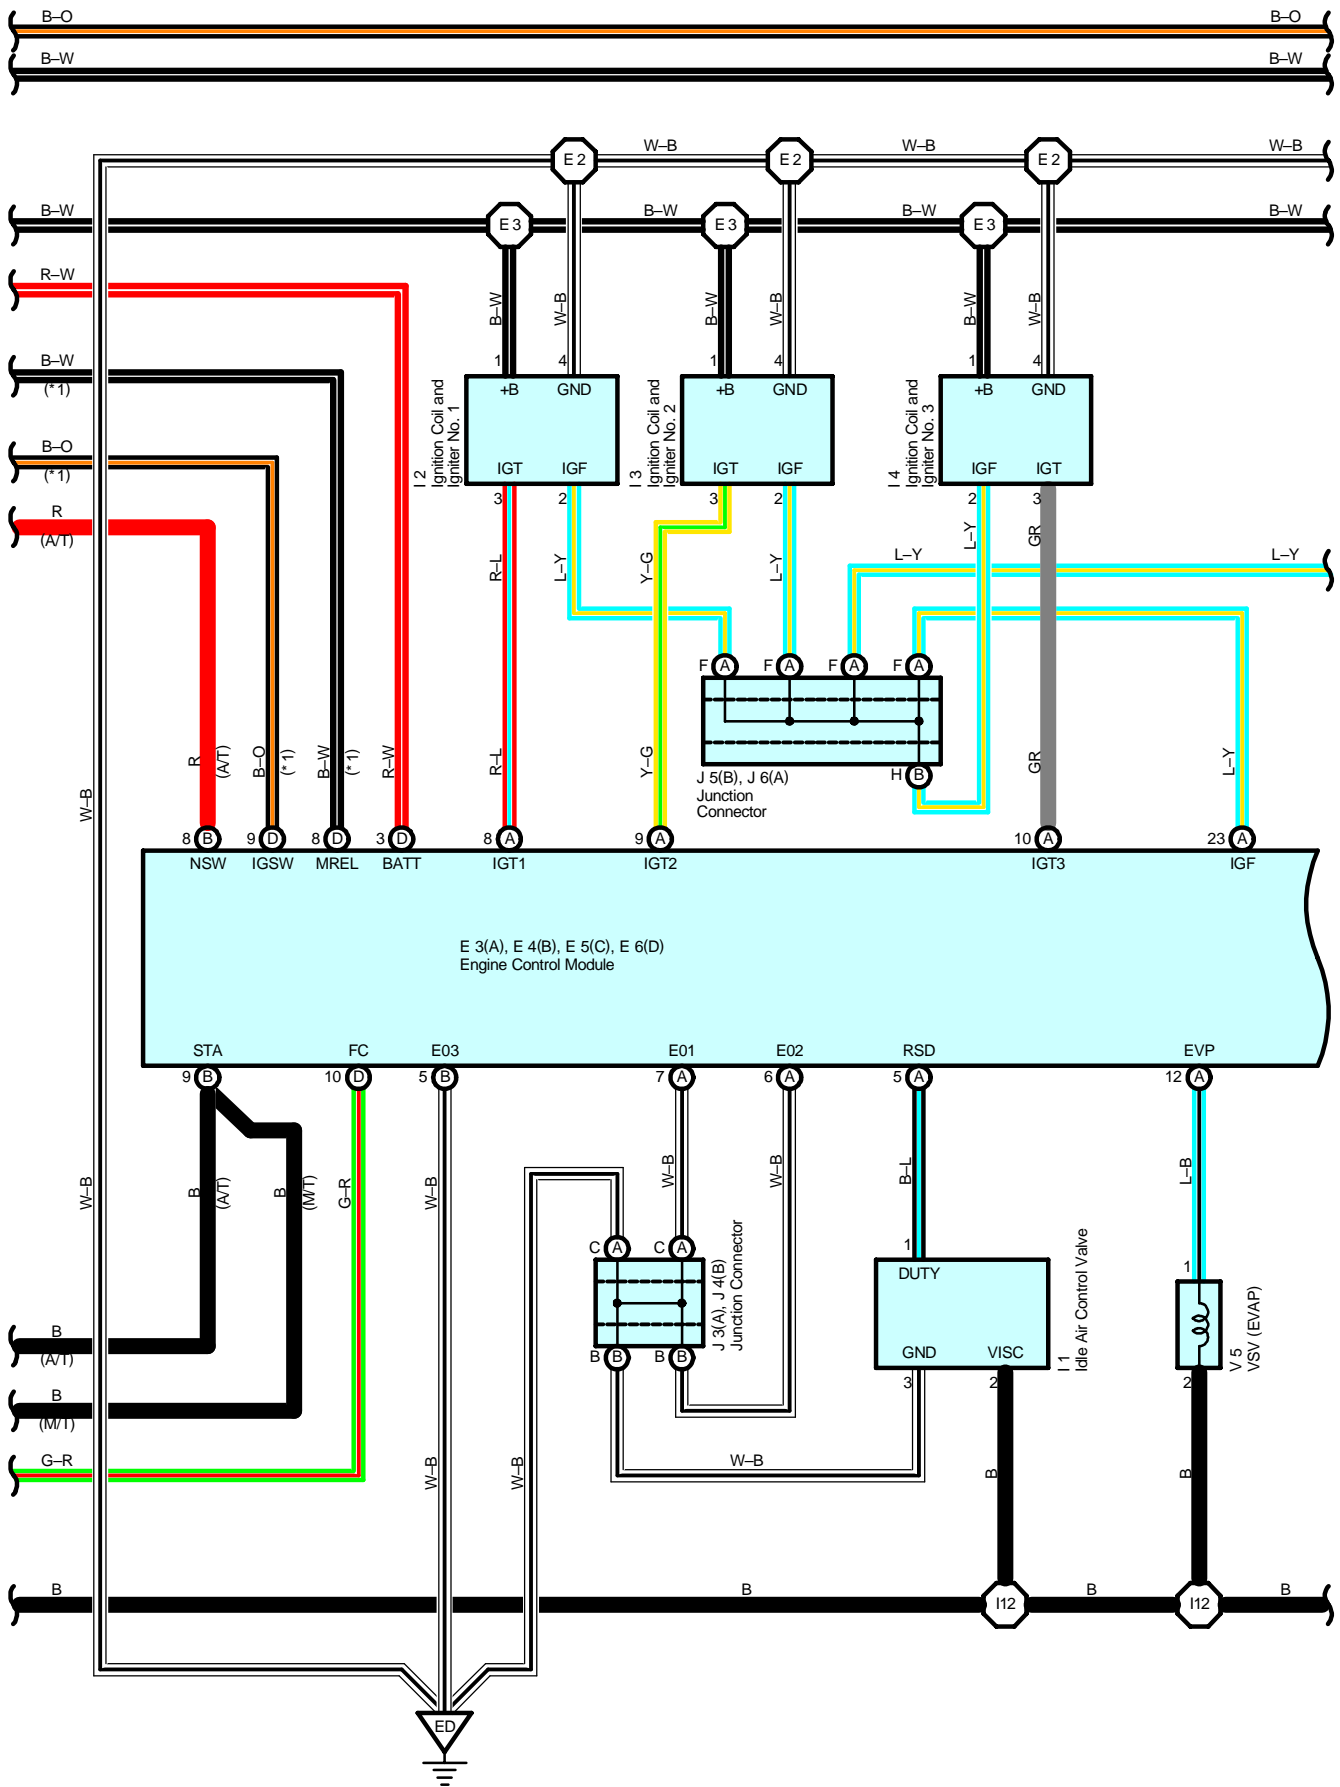 B–O B–O
B–W B–W
E 2 W–B E 2 W–B E 2 W–B
B–W E 3 B–W E 3 B–W E 3 B–W
R–W
B–W W–B B–W W–B B–W W–B
B–W
(*1)
1 4 1 4 1 4
+B GND +B GND +B GND
I 2
Ignition Coil and
Igniter No. 1
I 3
Ignition Coil and
Igniter No. 2
I 4
Ignition Coil and
Igniter No. 3
B–O
(*1)
IGT IGF IGT IGF IGF IGT
3 2 3 2 2 3
R
(A/T)
R–L L–Y Y–G L–Y L–Y GR
L–Y L–Y
F A F A F A F A
R
(A/T)
B–O
(*1)
B–W
(*1)
R–W R–L Y–G GR L–Y
H B
J 5(B), J 6(A)
Junction
Connector
W–B
8 B 9 D 8 D 3 D 8 A 9 A 10 A 23 A
NSW IGSW MREL BATT IGT1 IGT2 IGT3 IGF
E 3(A), E 4(B), E 5(C), E 6(D)
Engine Control Module
STA FC E03 E01 E02 RSD EVP
9 B 10 D 5 B 7 A 6 A 5 A 12 A
W–B
B
(A/T)
B
(M/T)
G–R W–B W–B W–B B–L L–B
C A C A
J 3(A), J 4(B)
Junction Connector
1
DUTY
1
GND VISC
I 1
Idle Air Control Valve
V 5
VSV (EVAP)
B B B B
3 2 2
B
(A/T)
B
(M/T)
G–R
W–B
W–B W–B B B
B B I12 B I12 B
ED